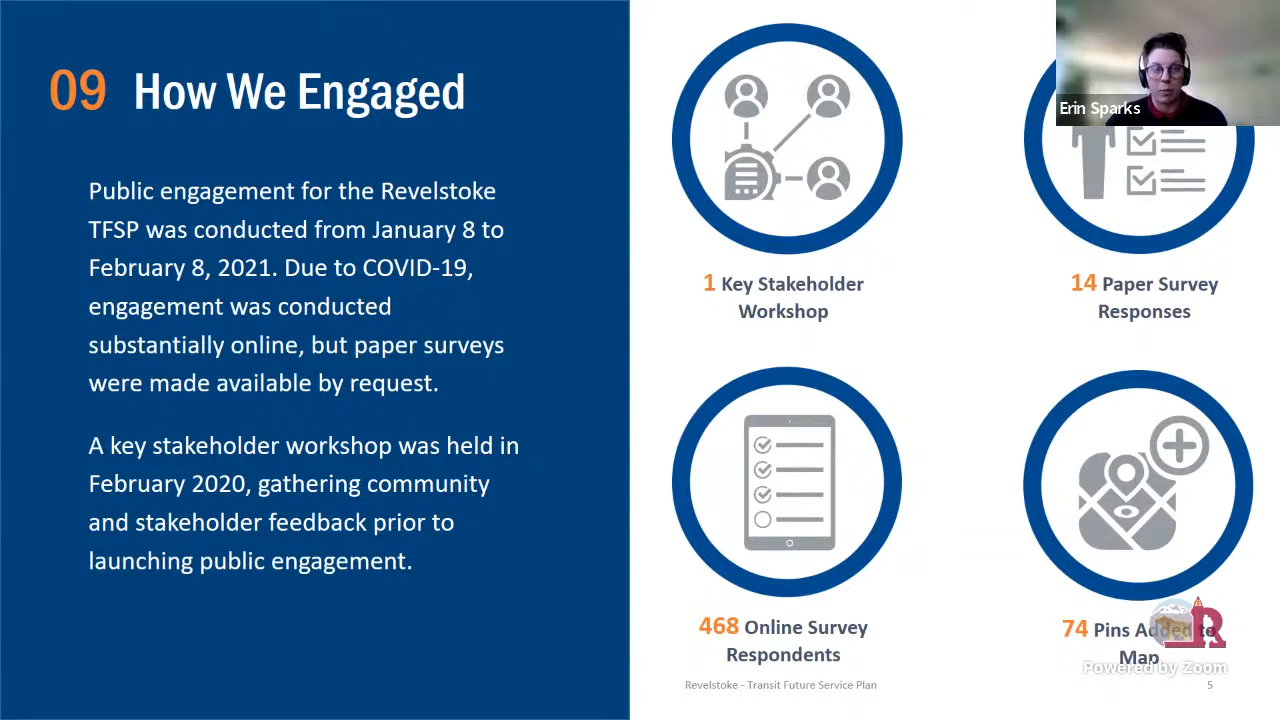 09 How We Engaged
Public engagement for the Revelstoke
TFSP was conducted from January 8 to
February 8, 2021. Due to COVID-19,
engagement was conducted
substantially online, but paper surveys
were made available by request.
A key stakeholder workshop was held in
February 2020, gathering community
and stakeholder feedback prior to
launching public engagement.
1 Key Stakeholder
Workshop
Erin Sparks
14 Paper Survey
Responses
468 Online Survey
Respondents
74 Pins Added to
Map
R
Powered by Zoom
Revelstoke - Transit Future Service Plan
5